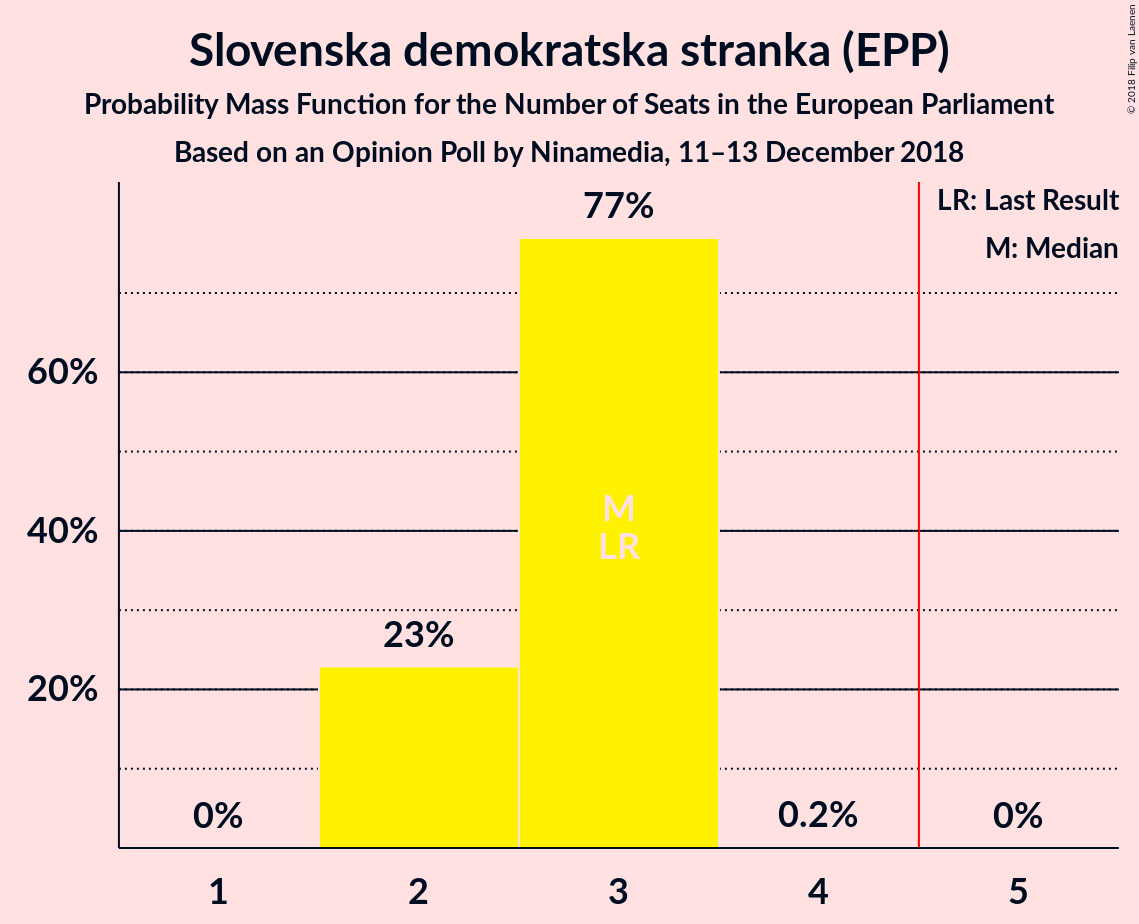 Slovenska demokratska stranka (EPP)
Probability Mass Function for the Number of Seats in the European Parliament
Based on an Opinion Poll by Ninamedia, 11–13 December 2018
© 2018 Filip van Laenen
LR: Last Result
M: Median
77%
60%
40%
20%
M
LR
23%
0%
0.2%
0%
1 2 3 4 5